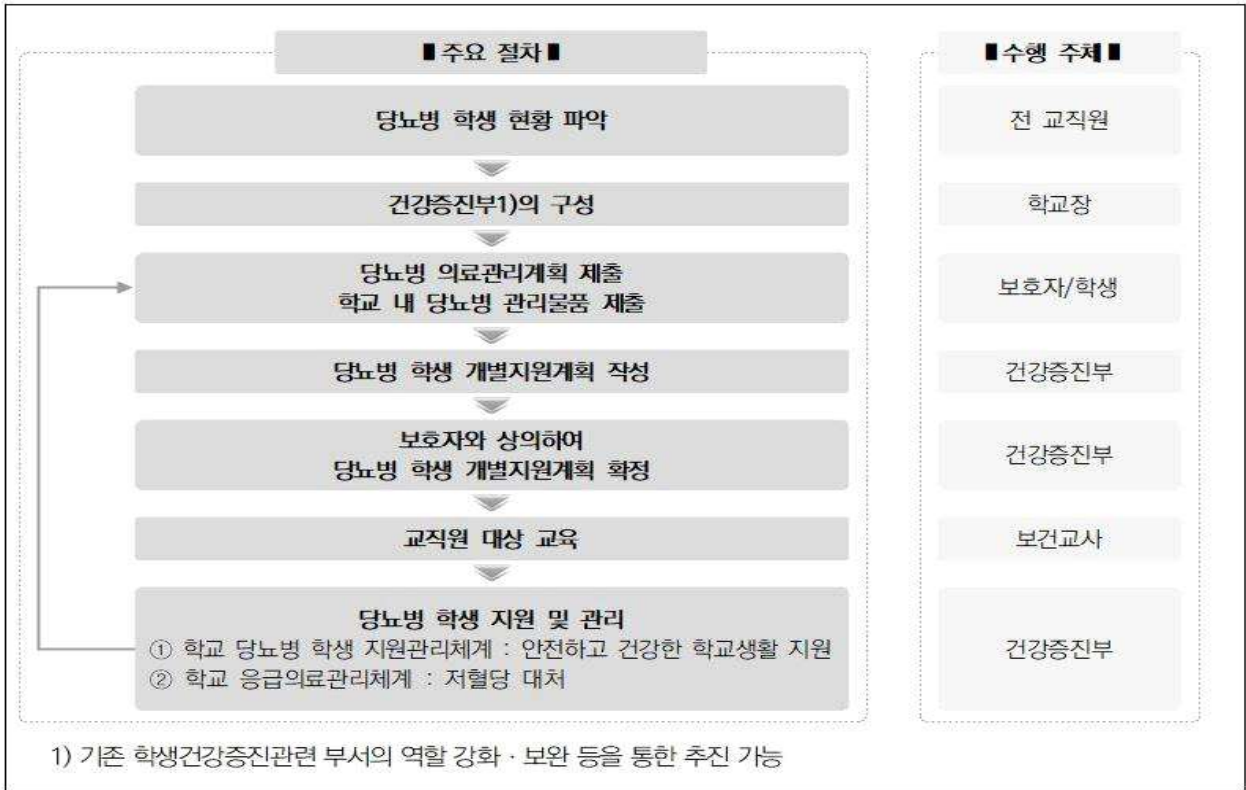 ▮주요 절차▮
▮수행 주체▮
당뇨병 학생 현황 파악
전 교직원
건강증진부1)의 구성
학교장
당뇨병 의료관리계획 제출
학교 내 당뇨병 관리물품 제출
보호자/학생
당뇨병 학생 개별지원계획 작성
건강증진부
보호자와 상의하여
당뇨병 학생 개별지원계획 확정
건강증진부
교직원 대상 교육
보건교사
당뇨병 학생 지원 및 관리
① 학교 당뇨병 학생 지원관리체계 : 안전하고 건강한 학교생활 지원
② 학교 응급의료관리체계 : 저혈당 대처
건강증진부
1) 기존 학생건강증진관련 부서의 역할 강화 · 보완 등을 통한 추진 가능